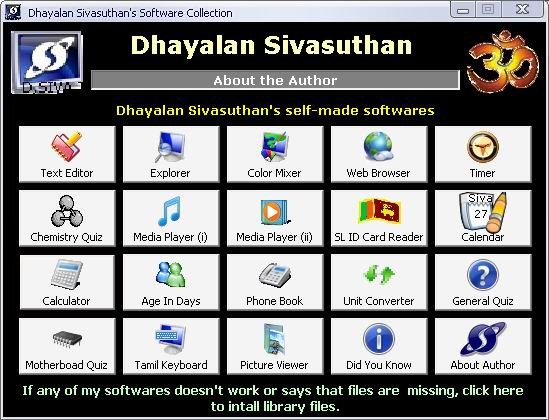 Dhayalan Sivasuthan's Software Collection
Dhayalan Sivasuthan
D.SIVA
About the Author
ॐ
Dhayalan Sivasuthan's self-made softwares
Text Editor
Explorer
Color Mixer
Web Browser
Timer
Chemistry Quiz
Media Player (i)
Media Player (ii)
SL ID Card Reader
Siva
27
Calendar
Calculator
Age In Days
Phone Book
Unit Converter
General Quiz
Motherboad Quiz
Tamil Keyboard
Picture Viewer
Did You Know
About Author
If any of my softwares doesn't work or says that files are missing, click here
to intall library files.